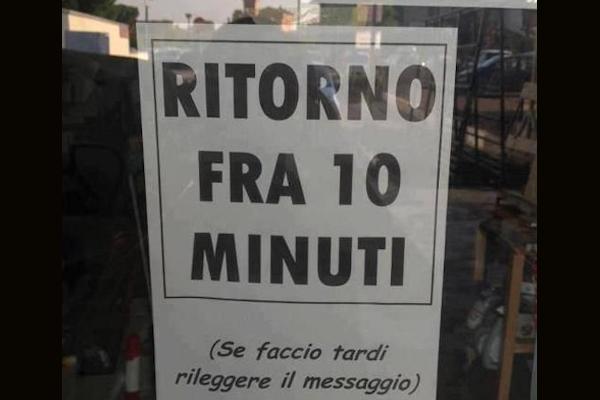 RITORNO
FRA 10
MINUTI
(Se faccio tardi
rileggere il messaggio)